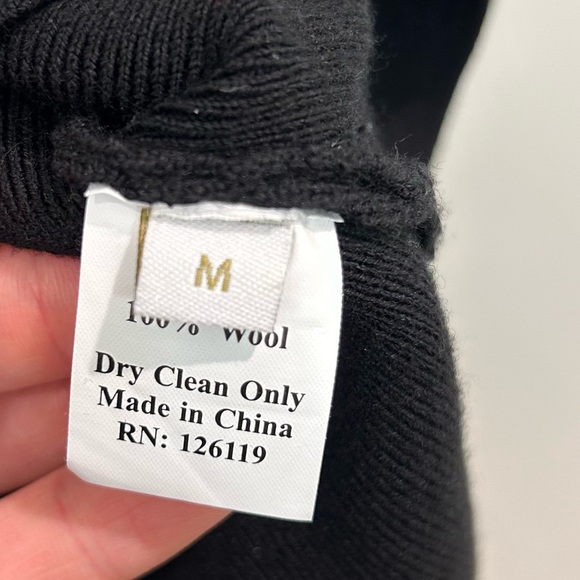 M
100% Wool
Dry Clean Only
Made in China
RN: 126119